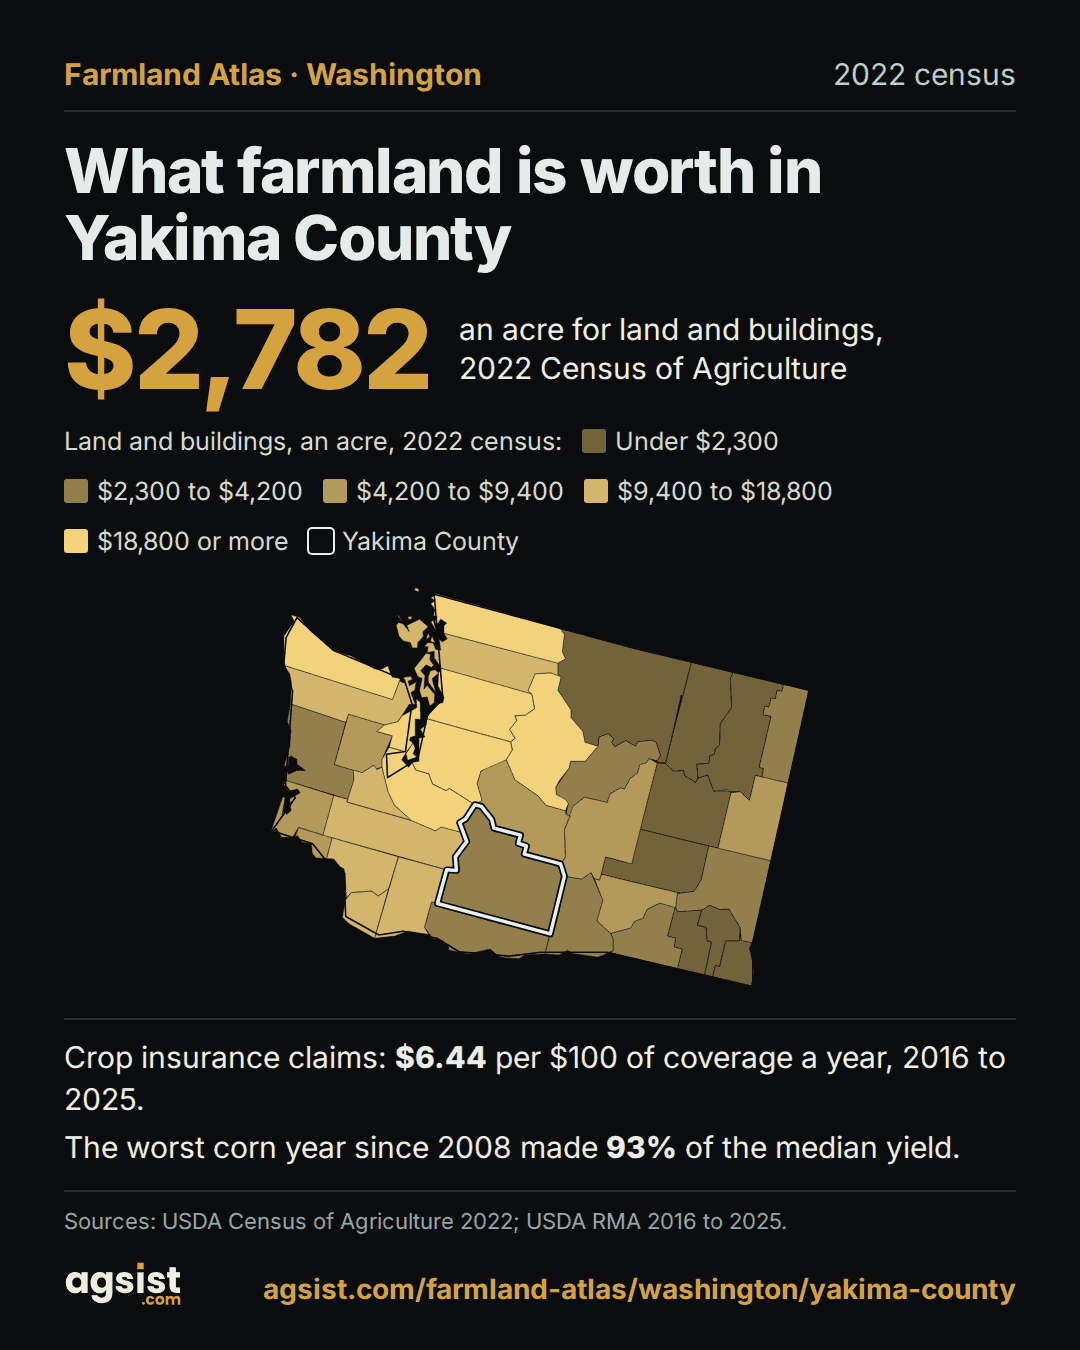 Farmland Atlas · Washington
2022 census
What farmland is worth in
Yakima County
$2,782
an acre for land and buildings,
2022 Census of Agriculture
Land and buildings, an acre, 2022 census: Under $2,300
$2,300 to $4,200 $4,200 to $9,400 $9,400 to $18,800
$18,800 or more Yakima County
Crop insurance claims: $6.44 per $100 of coverage a year, 2016 to
2025.
The worst corn year since 2008 made 93% of the median yield.
Sources: USDA Census of Agriculture 2022; USDA RMA 2016 to 2025.
agsist
.com
agsist.com/farmland-atlas/washington/yakima-county